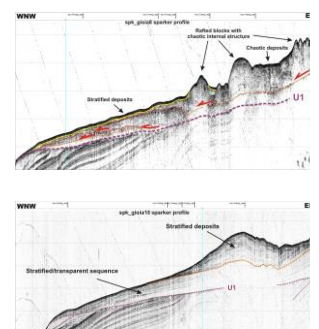 WNW
spk_gioia8 sparker profile
Rafted blocks with
chaotic internal structure
Chaotic deposits
Stratified deposits
U1
WNW
spk_gioia10 sparker profile
Stratified deposits
Stratified/transparent sequence
U1